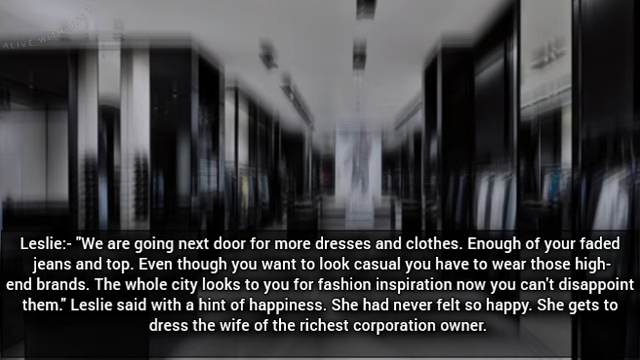 ALIVE
Leslie:- "We are going next door for more dresses and clothes. Enough of your faded
jeans and top. Even though you want to look casual you have to wear those high-
end brands. The whole city looks to you for fashion inspiration now you can't disappoint
them." Leslie said with a hint of happiness. She had never felt so happy. She gets to
dress the wife of the richest corporation owner.